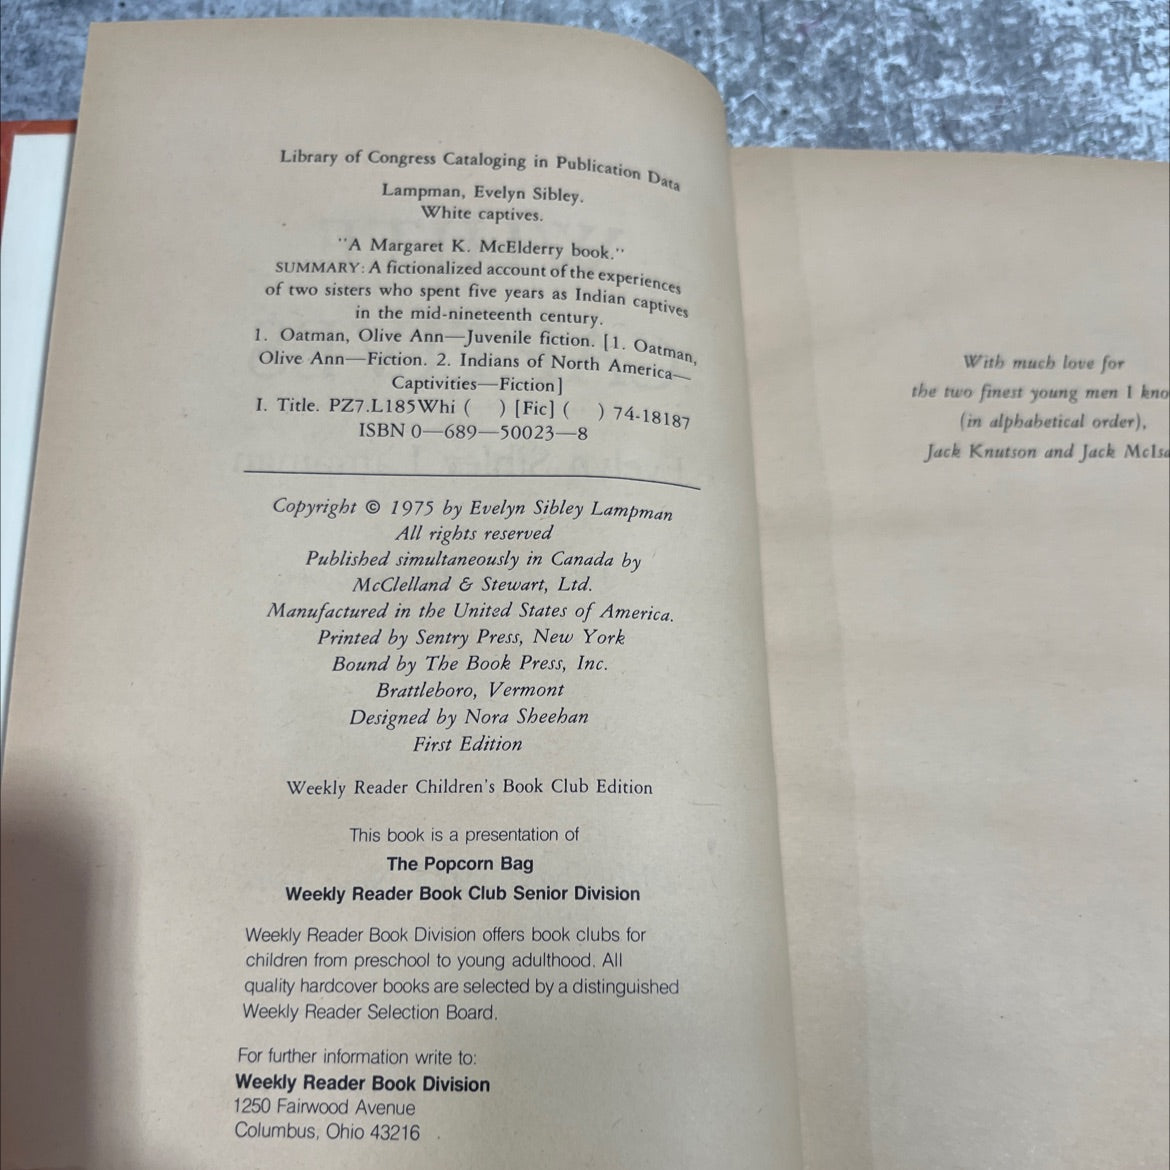 Library of Congress Cataloging in Publication Data
Lampman, Evelyn Sibley.
White captives.
"A Margaret K. McElderry book."
SUMMARY: A fictionalized account of the experiences
of two sisters who spent five years as Indian captives
in the mid-nineteenth century.
1. Oatman, Olive Ann—Juvenile fiction. [1. Oatman,
Olive Ann—Fiction. 2. Indians of North America—
Captivities—Fiction]
I. Title. PZ7.L185Whi ( ) [Fic] ( ) 74-18187
ISBN 0—689—50023—8
Copyright © 1975 by Evelyn Sibley Lampman
All rights reserved
Published simultaneously in Canada by
McClelland & Stewart, Ltd.
Manufactured in the United States of America.
Printed by Sentry Press, New York
Bound by The Book Press, Inc.
Brattleboro, Vermont
Designed by Nora Sheehan
First Edition
Weekly Reader Children's Book Club Edition
This book is a presentation of
The Popcorn Bag
Weekly Reader Book Club Senior Division
Weekly Reader Book Division offers book clubs for
children from preschool to young adulthood. All
quality hardcover books are selected by a distinguished
Weekly Reader Selection Board.
For further information write to:
Weekly Reader Book Division
1250 Fairwood Avenue
Columbus, Ohio 43216
With much love for
the two finest young men I kno
(in alphabetical order),
Jack Knutson and Jack McIsa